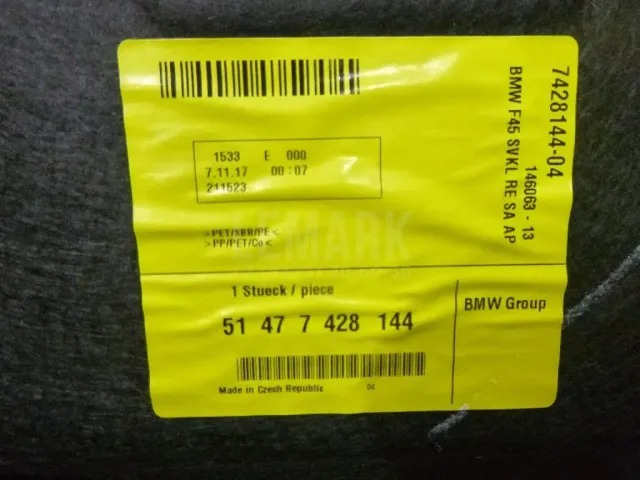 1533 E 000
7.11.17 00:07
211523
>PET/SBR/PE<
>PP/PET/Co<
7428144-04
146063 - 13
BMW F45 SVKL RE SA AP
EMARK
1 Stueck / piece
51 47 7 428 144
BMW Group
Made in Czech Republic